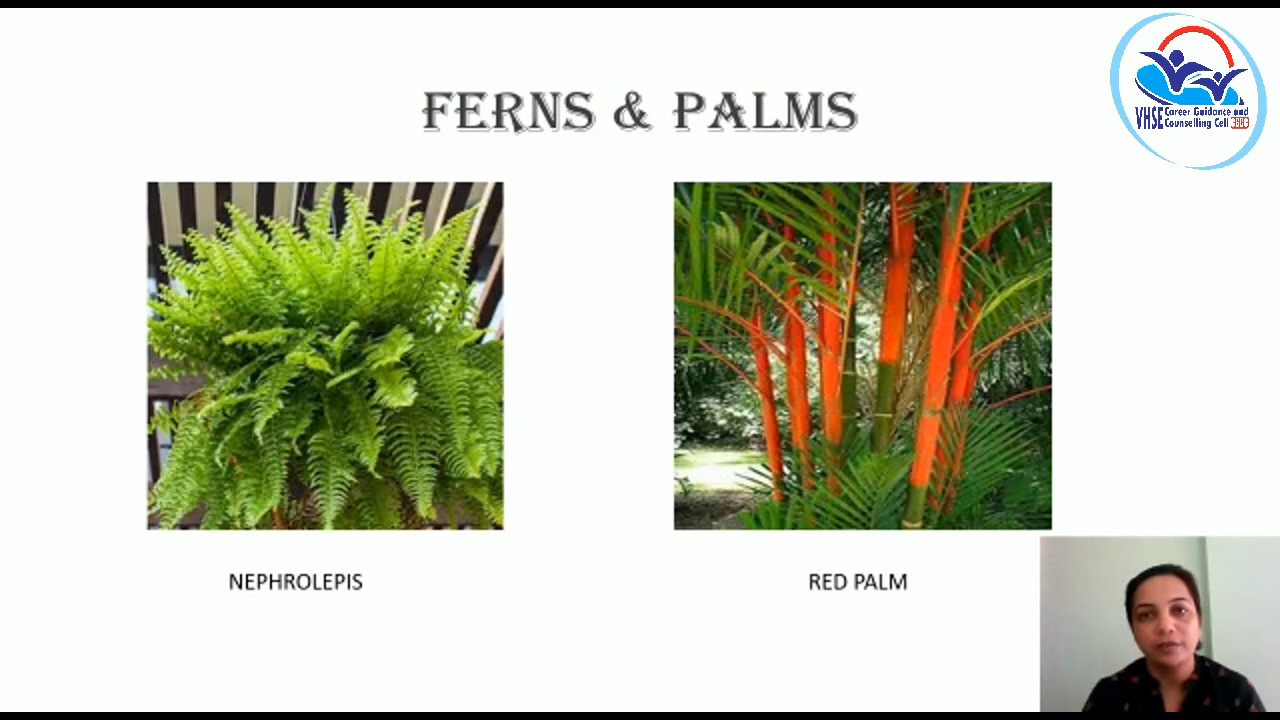 FERNS & PALMS
VHSE Career Guidance and
Counselling Cell
NEPHROLEPIS
RED PALM